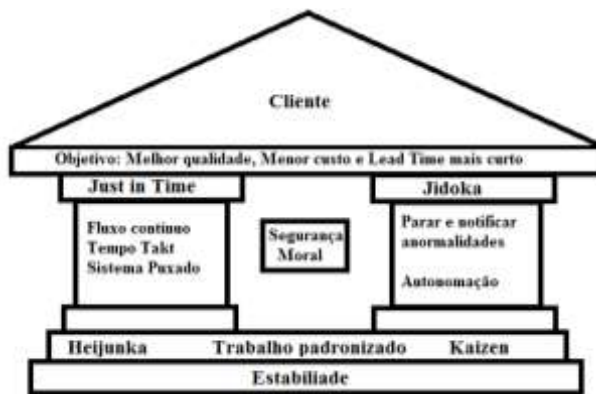 Cliente
Objetivo: Melhor qualidade, Menor custo e Lead Time mais curto
Just in Time
Jidoka
Fluxo contínuo
Tempo Takt
Sistema Puxado
Segurança
Moral
Parar e notificar
anormalidades
Autonomação
Heijunka Trabalho padronizado Kaizen
Estabiliade